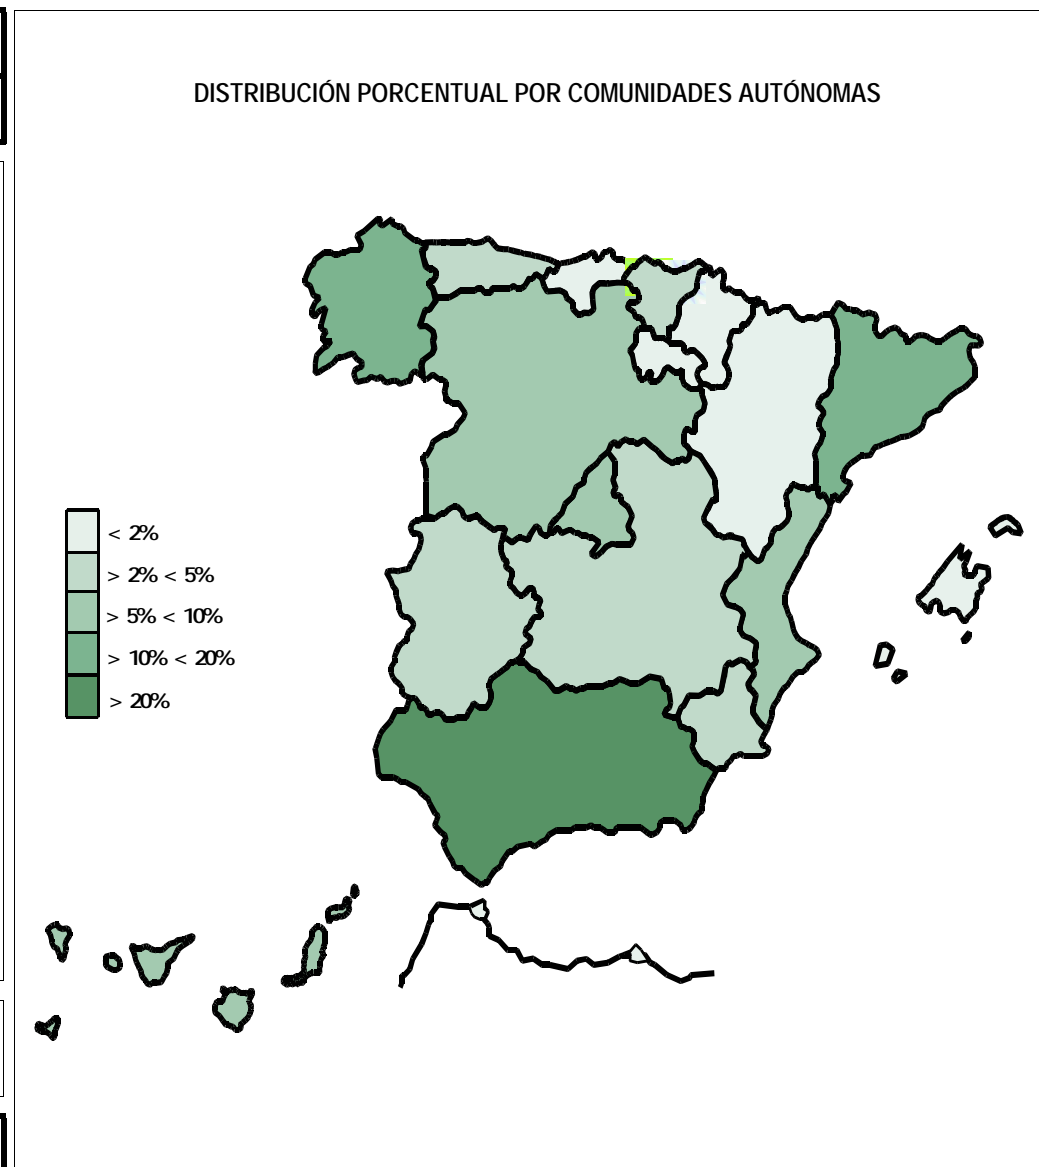 DISTRIBUCIÓN PORCENTUAL POR COMUNIDADES AUTÓNOMAS
< 2%
> 2% < 5%
> 5% < 10%
> 10% < 20%
> 20%